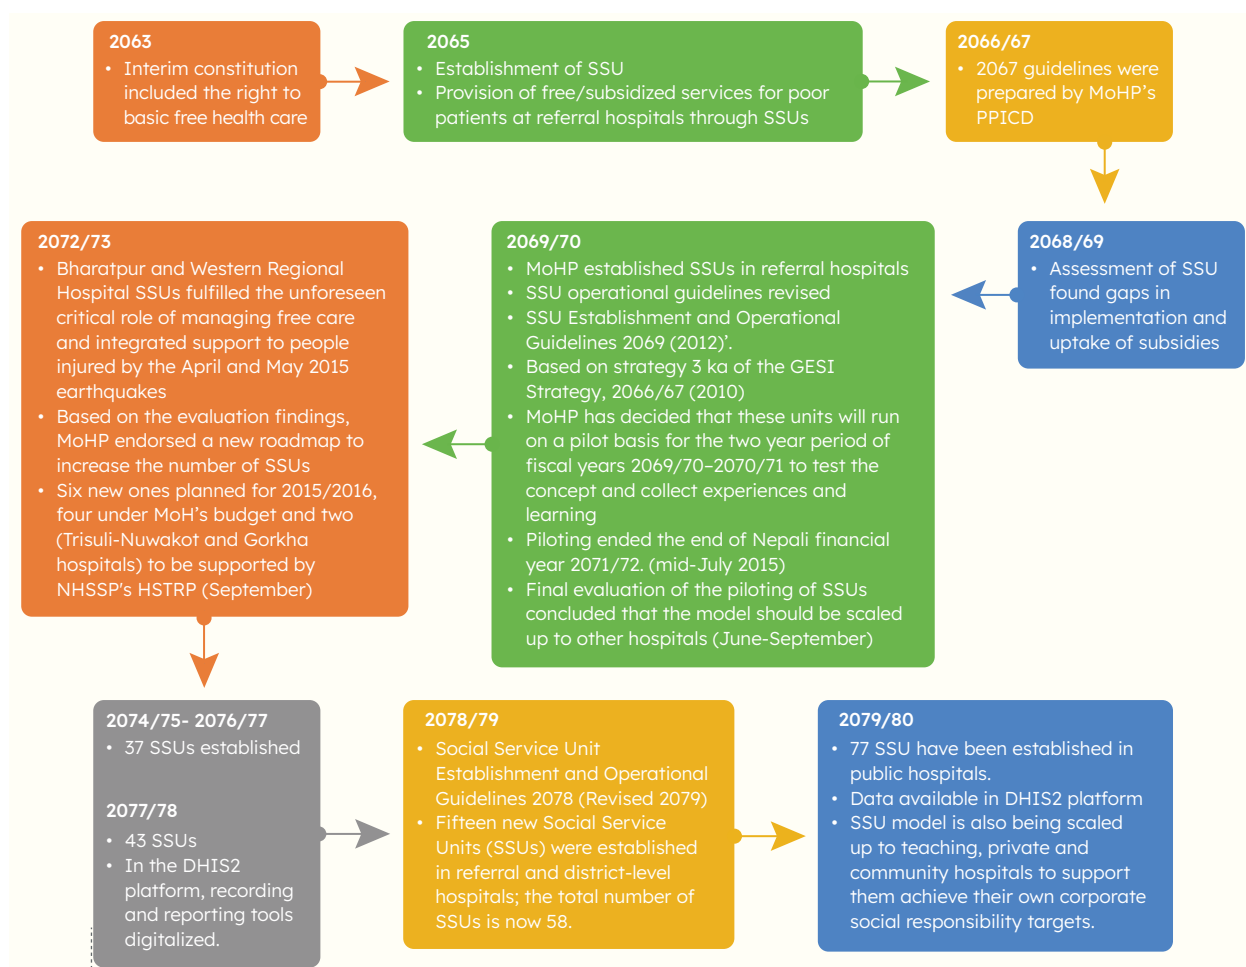 2063
• Interim constitution
included the right to
basic free health care
2065
• Establishment of SSU
• Provision of free/subsidized services for poor
patients at referral hospitals through SSUs
2066/67
• 2067 guidelines were
prepared by MoHP's
PPICD
2068/69
• Assessment of SSU
found gaps in
implementation and
uptake of subsidies
2069/70
• MoHP established SSUs in referral hospitals
• SSU operational guidelines revised
• SSU Establishment and Operational
Guidelines 2069 (2012)'.
• Based on strategy 3 ka of the GESI
Strategy, 2066/67 (2010)
• MoHP has decided that these units will run
on a pilot basis for the two year period of
fiscal years 2069/70–2070/71 to test the
concept and collect experiences and
learning
• Piloting ended the end of Nepali financial
year 2071/72. (mid-July 2015)
• Final evaluation of the piloting of SSUs
concluded that the model should be scaled
up to other hospitals (June-September)
2072/73
• Bharatpur and Western Regional
Hospital SSUs fulfilled the unforeseen
critical role of managing free care
and integrated support to people
injured by the April and May 2015
earthquakes
• Based on the evaluation findings,
MoHP endorsed a new roadmap to
increase the number of SSUs
• Six new ones planned for 2015/2016,
four under MoH's budget and two
(Trisuli-Nuwakot and Gorkha
hospitals) to be supported by
NHSSP's HSTRP (September)
2074/75- 2076/77
• 37 SSUs established
2077/78
• 43 SSUs
• In the DHIS2
platform, recording
and reporting tools
digitalized.
2078/79
• Social Service Unit
Establishment and Operational
Guidelines 2078 (Revised 2079)
• Fifteen new Social Service
Units (SSUs) were established
in referral and district-level
hospitals; the total number of
SSUs is now 58.
2079/80
• 77 SSU have been established in
public hospitals.
• Data available in DHIS2 platform
• SSU model is also being scaled
up to teaching, private and
community hospitals to support
them achieve their own corporate
social responsibility targets.